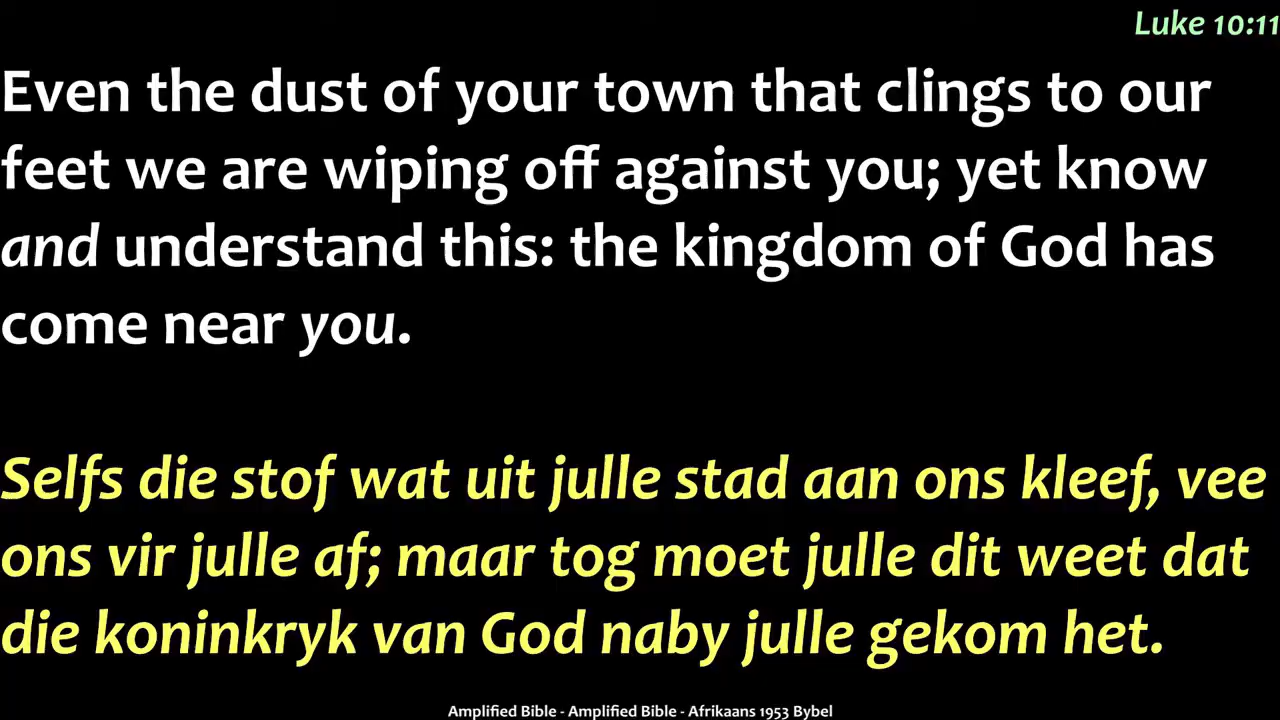 Luke 10:11
Even the dust of your town that clings to our
feet we are wiping off against you; yet know
and understand this: the kingdom of God has
come near you.
Selfs die stof wat uit julle stad aan ons kleef, vee
ons vir julle af; maar tog moet julle dit weet dat
die koninkryk van God naby julle gekom het.
Amplified Bible - Amplified Bible - Afrikaans 1953 Bybel